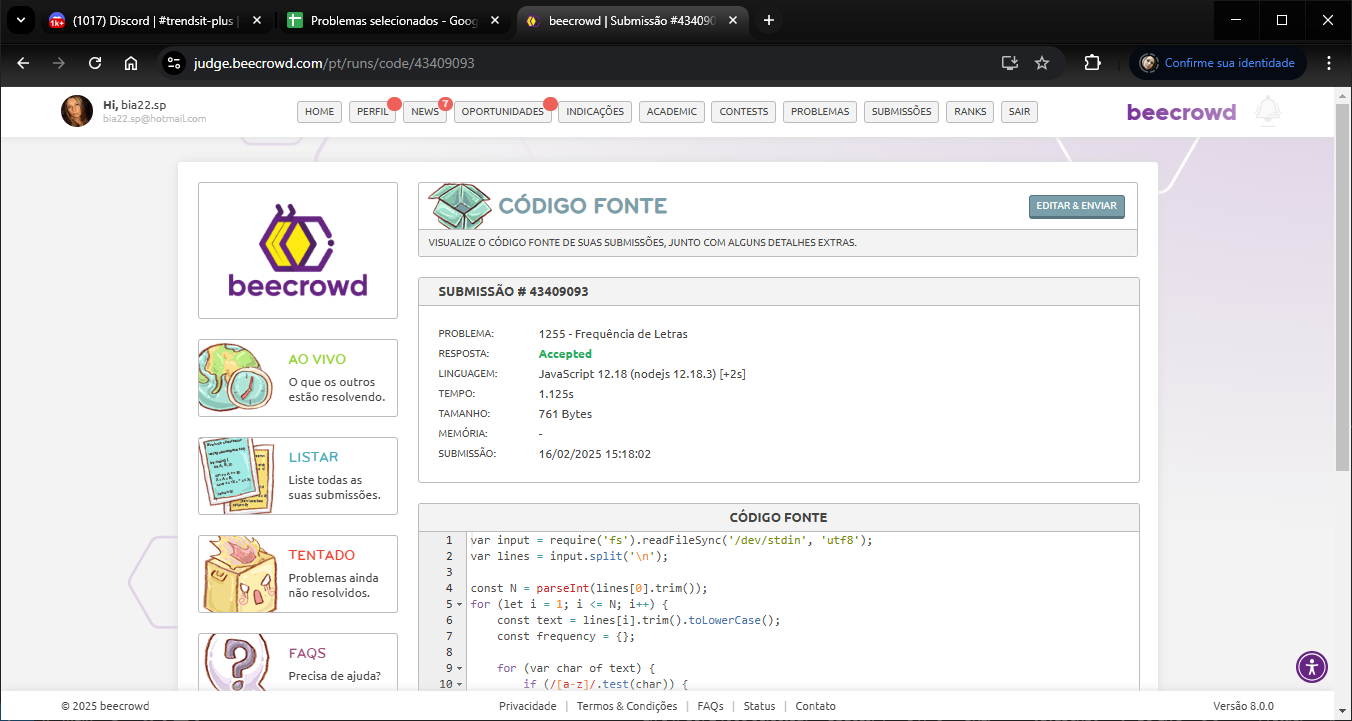 (1017) Discord | #trendsit-plus |
Problemas selecionados - Goog
beecrowd | Submissão #434090
judge.beecrowd.com/pt/runs/code/43409093
Confirme sua identidade
Hi, bia22.sp
bia22.sp@hotmail.com
HOME
PERFIL
NEWS
7
OPORTUNIDADES
INDICAÇÕES
ACADEMIC
CONTESTS
PROBLEMAS
SUBMISSÕES
RANKS
SAIR
beecrowd
beecrowd
AO VIVO
O que os outros
estão resolvendo.
LISTAR
Liste todas as
suas submissões.
TENTADO
Problemas ainda
não resolvidos.
FAQS
Precisa de ajuda?
CÓDIGO FONTE
EDITAR & ENVIAR
VISUALIZE O CÓDIGO FONTE DE SUAS SUBMISSÕES, JUNTO COM ALGUNS DETALHES EXTRAS.
SUBMISSÃO # 43409093
PROBLEMA: 1255 - Frequência de Letras
RESPOSTA: Accepted
LINGUAGEM: JavaScript 12.18 (nodejs 12.18.3) [+2s]
TEMPO: 1.125s
TAMANHO: 761 Bytes
MEMÓRIA: -
SUBMISSÃO: 16/02/2025 15:18:02
CÓDIGO FONTE
1 var input = require('fs').readFileSync('/dev/stdin', 'utf8');
2 var lines = input.split('\n');
3
4 const N = parseInt(lines[0].trim());
5 for (let i = 1; i <= N; i++) {
6 const text = lines[i].trim().toLowerCase();
7 const frequency = {};
8
9 for (var char of text) {
10 if (/[a-z]/.test(char)) {
© 2025 beecrowd
Privacidade | Termos & Condições | FAQs | Status | Contato
Versão 8.0.0